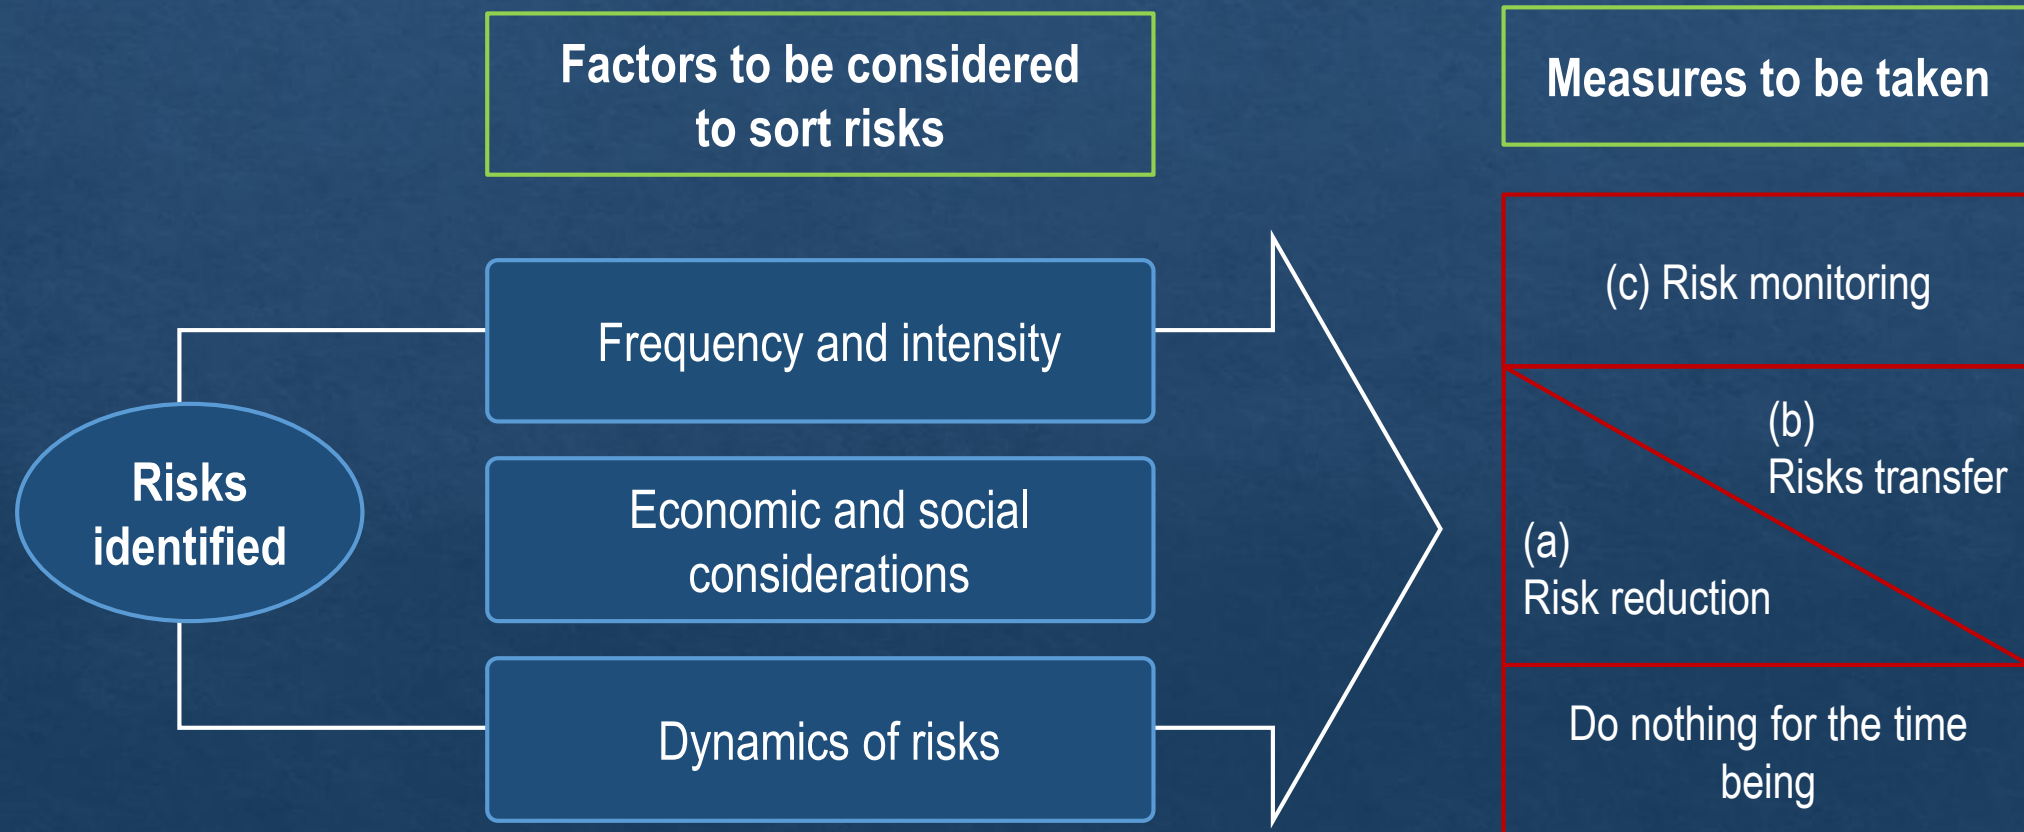 Factors to be considered
to sort risks
Measures to be taken
Risks
identified
Frequency and intensity
Economic and social
considerations
Dynamics of risks
(c) Risk monitoring
(b)
Risks transfer
(a)
Risk reduction
Do nothing for the time
being